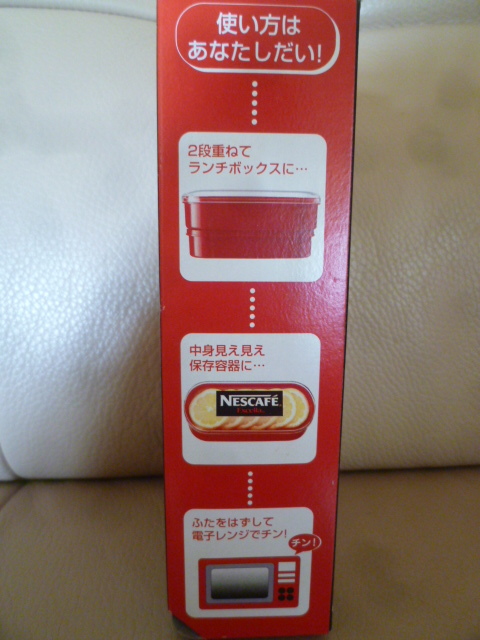 使い方は
あなたしだい!
2段重ねて
ランチボックスに…
中身見え見え
保存容器に…
NESCAFÉ
ふたをはずして
電子レンジでチン!
チン!